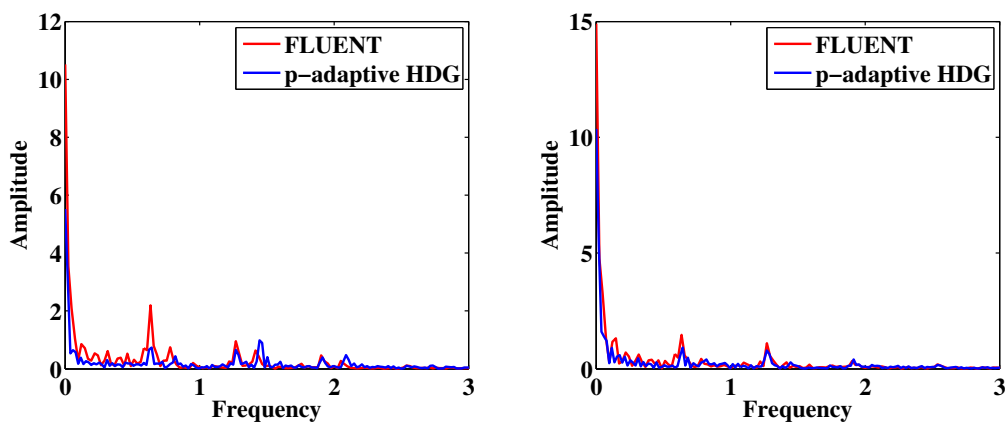 12
10
8
6
4
2
0
Amplitude
0 1 2 3
Frequency
FLUENT
p-adaptive HDG
15
10
5
0
Amplitude
0 1 2 3
Frequency
FLUENT
p-adaptive HDG